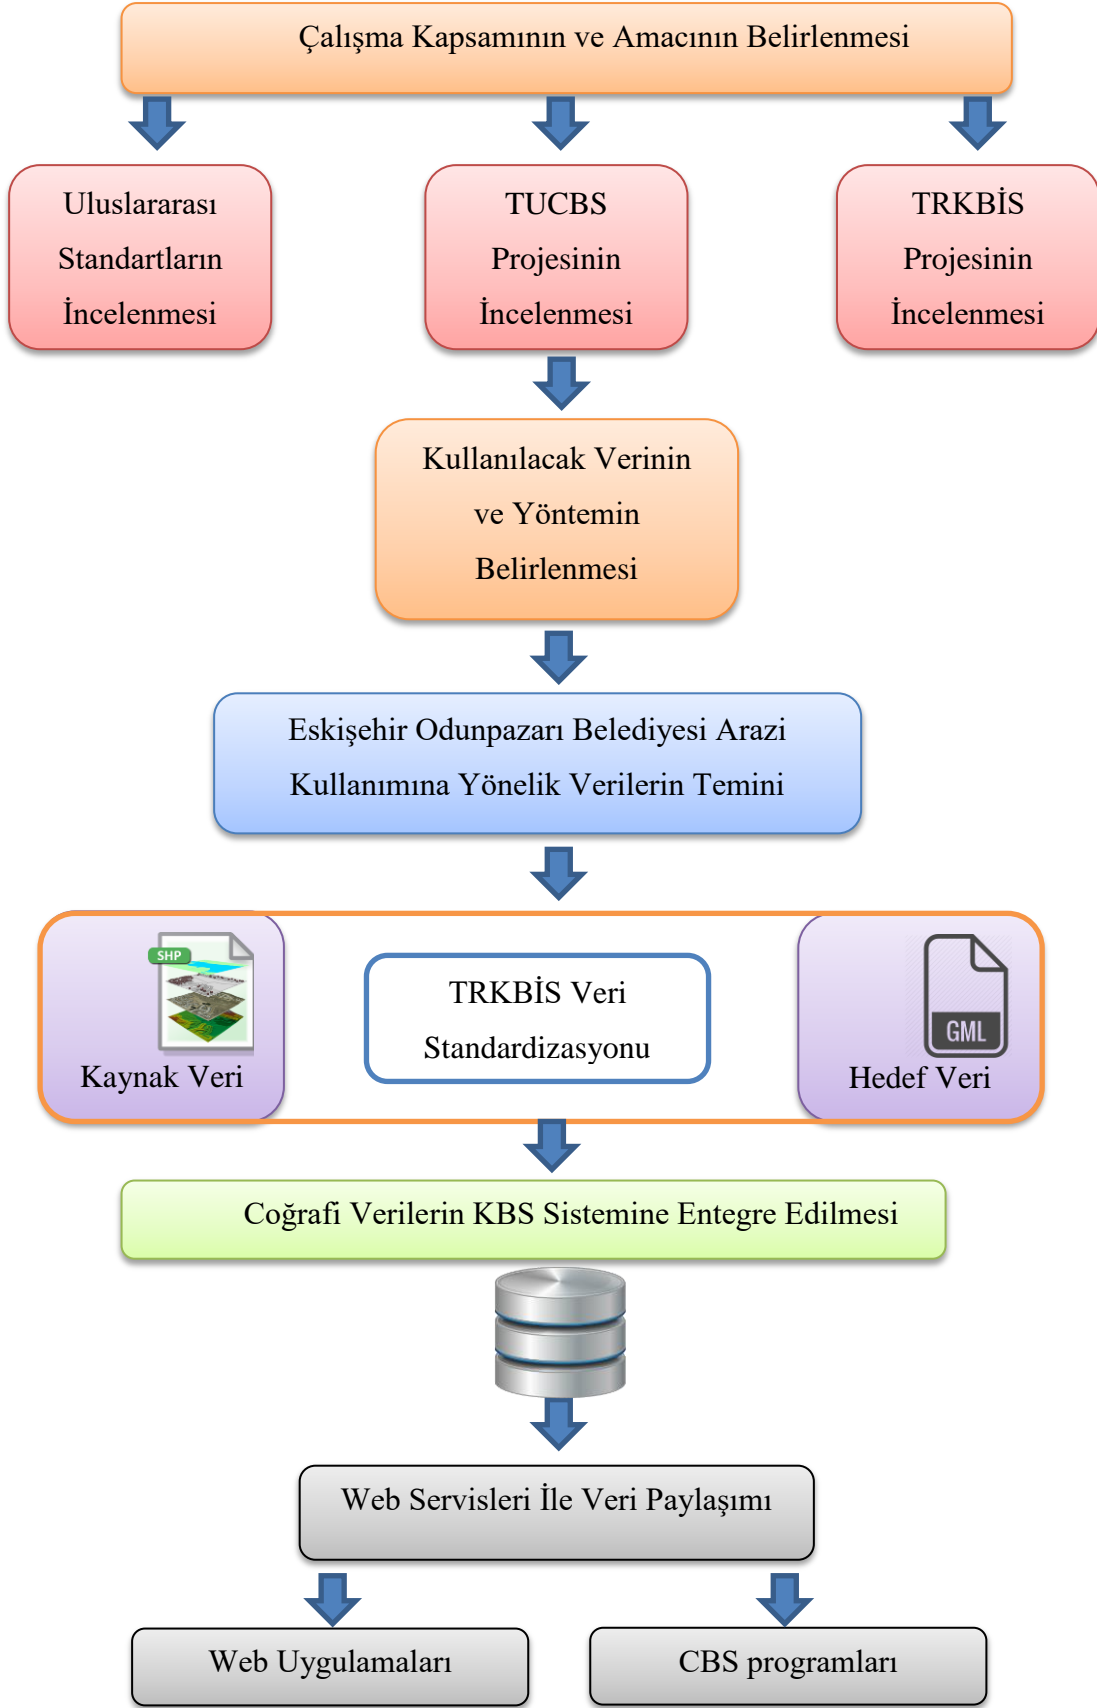 Çalışma Kapsamının ve Amacının Belirlenmesi
Uluslararası
Standartların
İncelenmesi
TUCBS
Projesinin
İncelenmesi
TRKBİS
Projesinin
İncelenmesi
Kullanılacak Verinin
ve Yöntemin
Belirlenmesi
Eskişehir Odunpazarı Belediyesi Arazi
Kullanımına Yönelik Verilerin Temini
SHP
Kaynak Veri
TRKBİS Veri
Standardizasyonu
GML
Hedef Veri
Coğrafi Verilerin KBS Sistemine Entegre Edilmesi
Web Servisleri İle Veri Paylaşımı
Web Uygulamaları
CBS programları